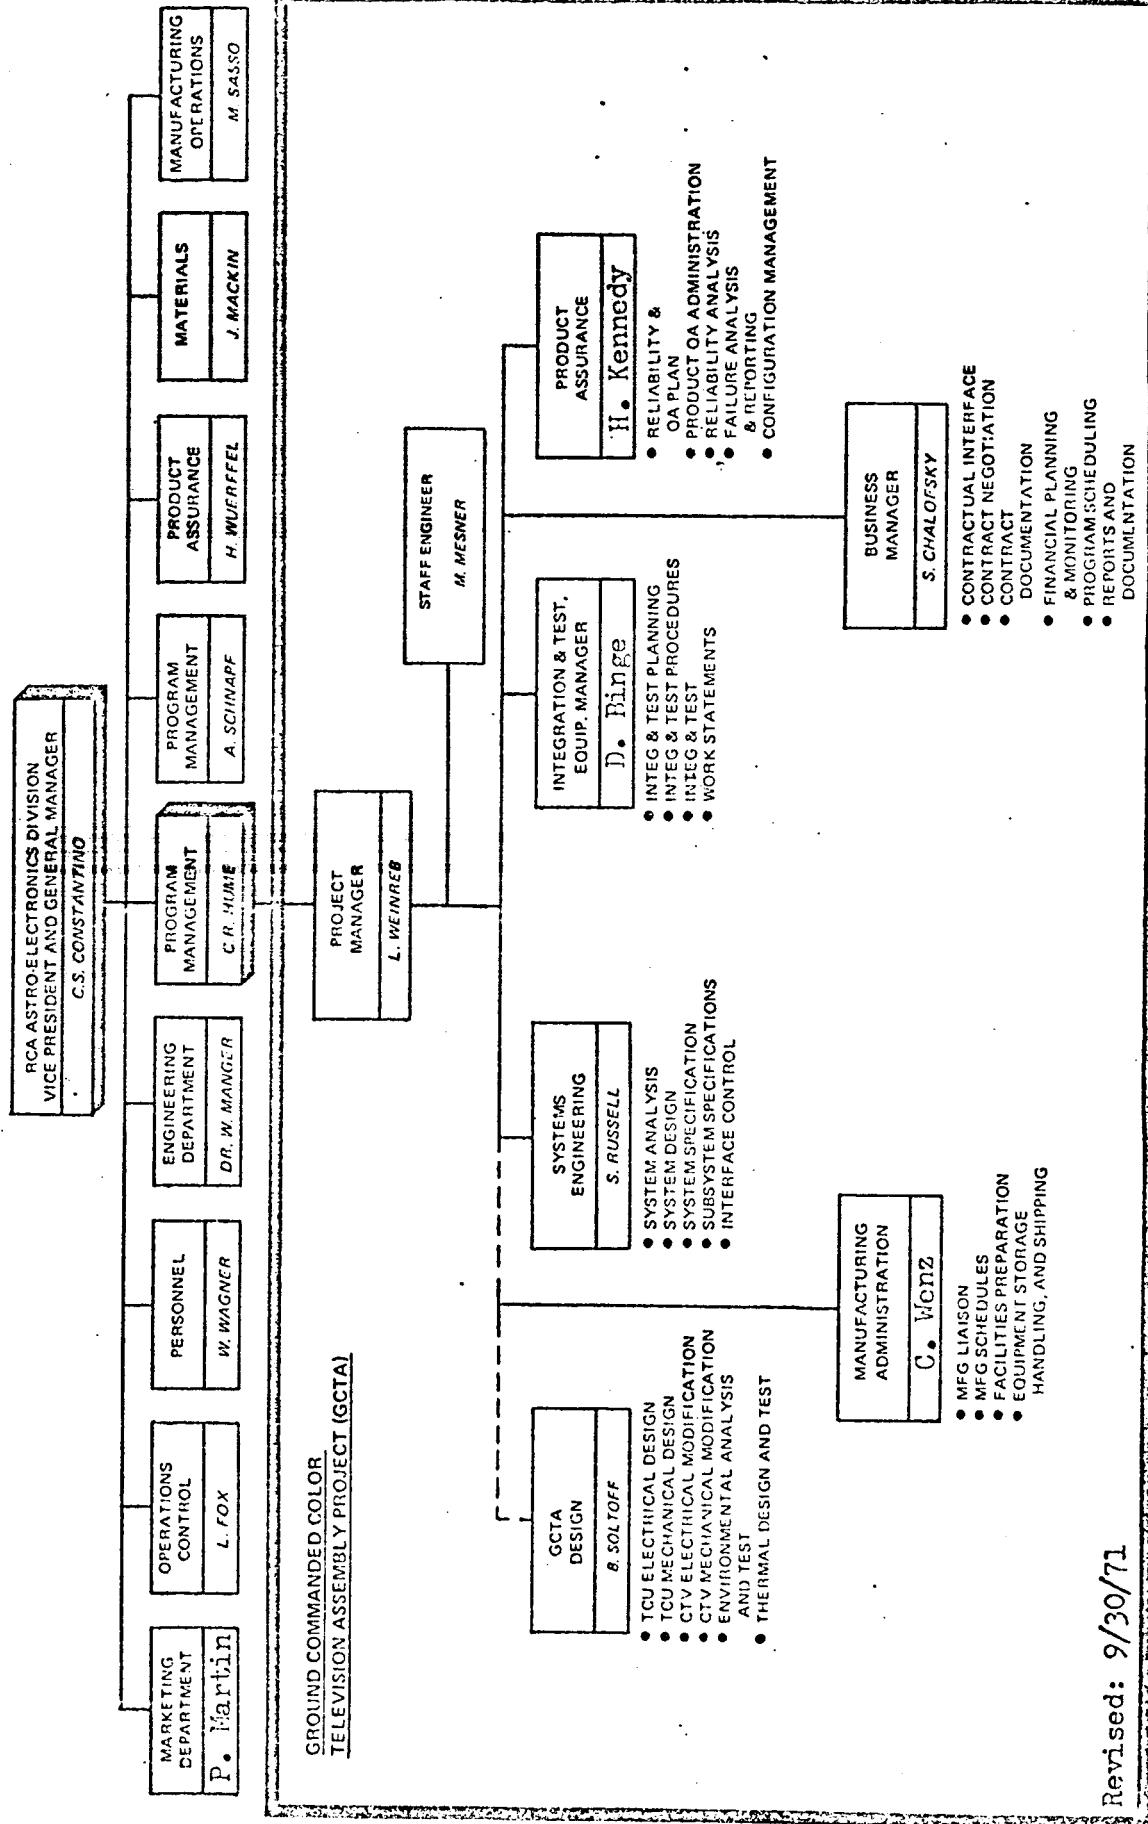 RCA ASTRO-ELECTRONICS DIVISION
VICE PRESIDENT AND GENERAL MANAGER
C.S. CONSTANTINO
MARKETING
DEPARTMENT
P. Martin
OPERATIONS
CONTROL
L. FOX
PERSONNEL
W. WAGNER
ENGINEERING
DEPARTMENT
DR. W. MANGER
PROGRAM
MANAGEMENT
C.R. HUME
PROGRAM
MANAGEMENT
A. SCHNAPF
PRODUCT
ASSURANCE
H. WUERFFEL
MATERIALS
J. MACKIN
MANUFACTURING
OPERATIONS
M. SASSO
GROUND COMMANDED COLOR
TELEVISION ASSEMBLY PROJECT (GCTA)
PROJECT
MANAGER
L. WEINREB
STAFF ENGINEER
M. MESNER
GCTA
DESIGN
B. SOLTOFF
• TCU ELECTRICAL DESIGN
• TCU MECHANICAL DESIGN
• CTV ELECTRICAL MODIFICATION
• CTV MECHANICAL MODIFICATION
• ENVIRONMENTAL ANALYSIS
AND TEST
• THERMAL DESIGN AND TEST
SYSTEMS
ENGINEERING
S. RUSSELL
• SYSTEM ANALYSIS
• SYSTEM DESIGN
• SYSTEM SPECIFICATION
• SUBSYSTEM SPECIFICATIONS
• INTERFACE CONTROL
INTEGRATION & TEST,
EQUIP. MANAGER
D. Binge
• INTEG & TEST PLANNING
• INTEG & TEST PROCEDURES
• INTEG & TEST
• WORK STATEMENTS
PRODUCT
ASSURANCE
H. Kennedy
• RELIABILITY &
QA PLAN
• PRODUCT QA ADMINISTRATION
• RELIABILITY ANALYSIS
• FAILURE ANALYSIS
& REPORTING
• CONFIGURATION MANAGEMENT
MANUFACTURING
ADMINISTRATION
C. Wenz
• MFG LIAISON
• MFG SCHEDULES
• FACILITIES PREPARATION
• EQUIPMENT STORAGE
HANDLING, AND SHIPPING
BUSINESS
MANAGER
S. CHALOFSKY
• CONTRACTUAL INTERFACE
• CONTRACT NEGOTIATION
• CONTRACT
DOCUMENTATION
• FINANCIAL PLANNING
& MONITORING
• PROGRAM SCHEDULING
• REPORTS AND
DOCUMENTATION
Revised: 9/30/71